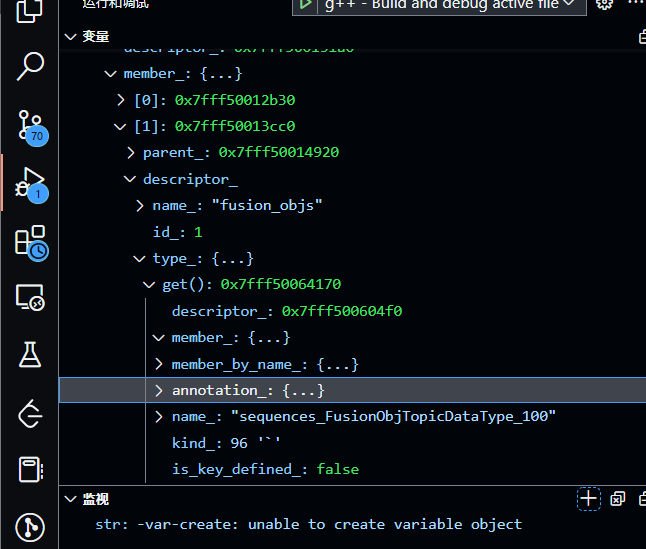 运行和调试
g++ - Build and debug active file
变量
descriptor_: 0x7fff500191a0
member_: {...}
[0]: 0x7fff50012b30
[1]: 0x7fff50013cc0
parent_: 0x7fff50014920
descriptor_
name_: "fusion_objs"
id_: 1
type_: {...}
get(): 0x7fff50064170
descriptor_: 0x7fff500604f0
member_: {...}
member_by_name_: {...}
annotation_: {...}
name_: "sequences_FusionObjTopicDataType_100"
kind_: 96 '`'
is_key_defined_: false
70
1
监视
str: -var-create: unable to create variable object